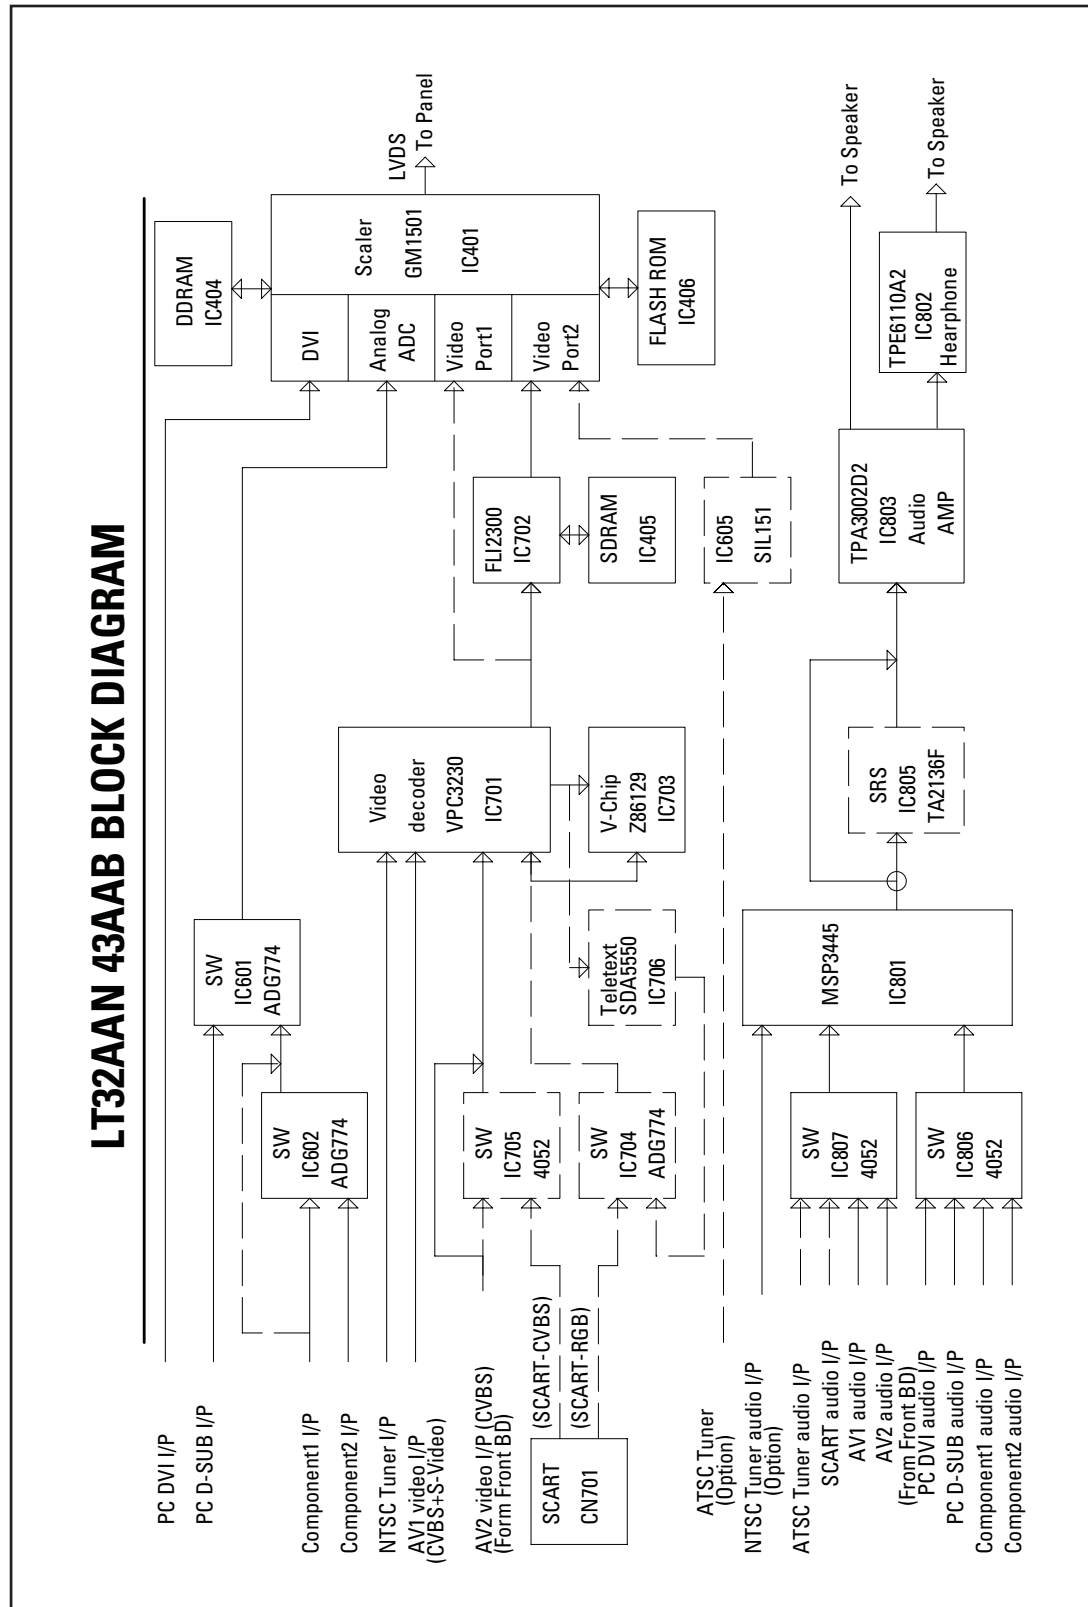 LT32AAN 43AAB BLOCK DIAGRAM
PC DVI I/P
PC D-SUB I/P
Component1 I/P
Component2 I/P
NTSC Tuner I/P
AV1 video I/P
(CVBS+S-Video)
AV2 video I/P (CVBS)
(Form Front BD)
SCART
CN701
(SCART-CVBS)
(SCART-RGB)
ATSC Tuner
(Option)
NTSC Tuner audio I/P
(Option)
ATSC Tuner audio I/P
SCART audio I/P
AV1 audio I/P
AV2 audio I/P
(From Front BD)
PC DVI audio I/P
PC D-SUB audio I/P
Component1 audio I/P
Component2 audio I/P
SW
IC602
ADG774
SW
IC601
ADG774
SW
IC705
4052
SW
IC704
ADG774
SW
IC807
4052
SW
IC806
4052
Teletext
SDA5550
IC706
Video
decoder
VPC3230
IC701
V-Chip
Z86129
IC703
MSP3445
IC801
SRS
IC805
TA2136F
FLI2300
IC702
SDRAM
IC405
IC605
SIL151
TPA3002D2
IC803
Audio
AMP
DDRAM
IC404
DVI
Analog
ADC
Video
Port1
Video
Port2
Scaler
GM1501
IC401
FLASH ROM
IC406
TPE6110A2
IC802
Hearphone
LVDS
To Panel
To Speaker
To Speaker